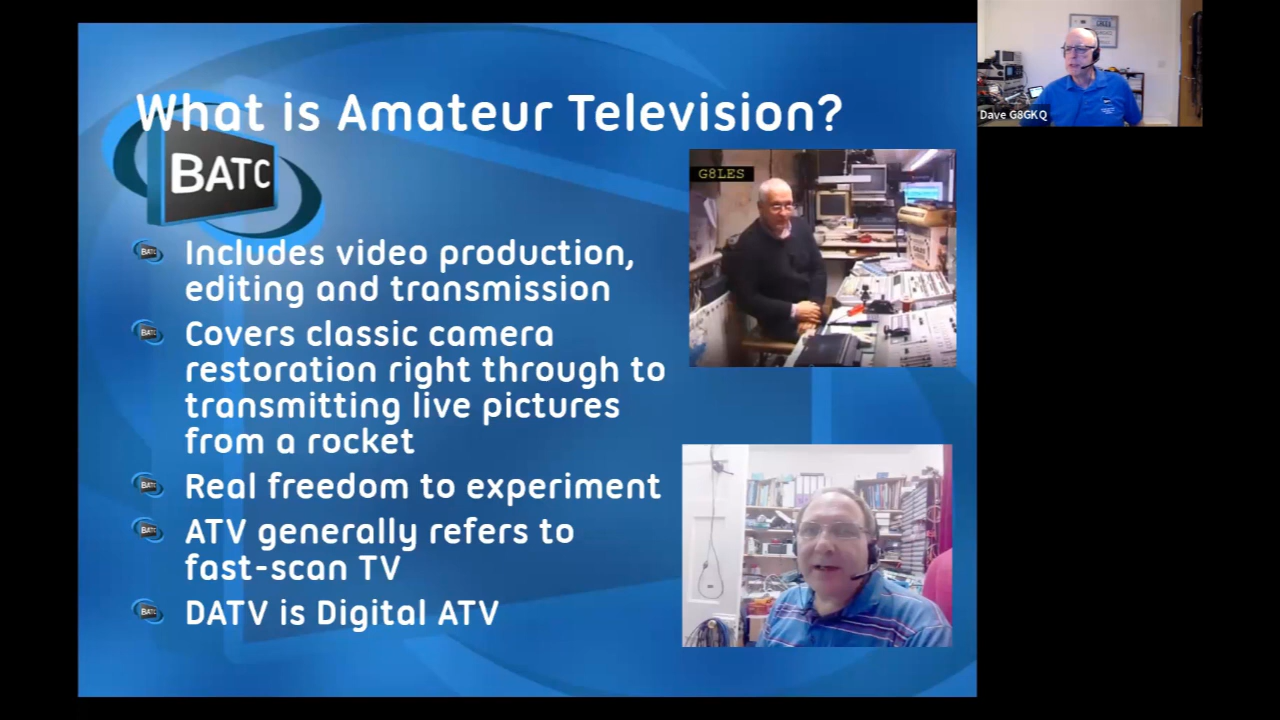 What is Amateur Television?
BATC
Includes video production,
editing and transmission
Covers classic camera
restoration right through to
transmitting live pictures
from a rocket
Real freedom to experiment
ATV generally refers to
fast-scan TV
DATV is Digital ATV
G8LES
Dave G8GKQ